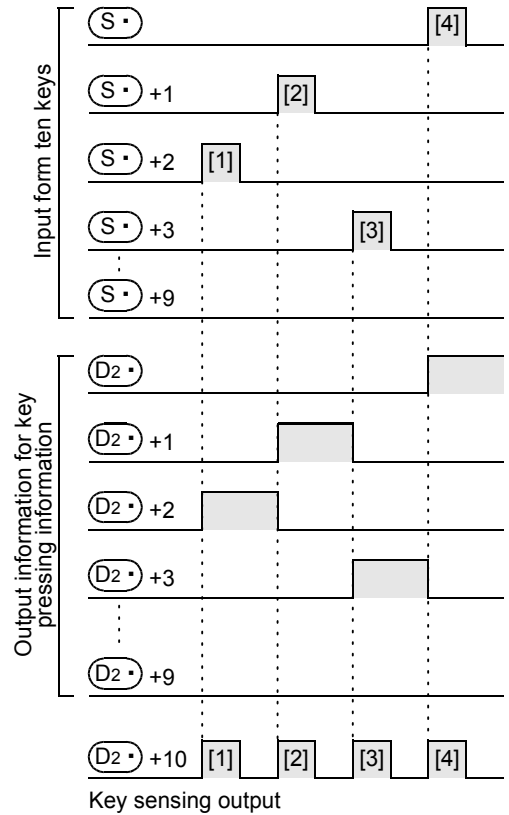 Input form ten keys
S· [4]
S· +1 [2]
S· +2 [1]
S· +3 [3]
S· +9
Output information for key
pressing information
D2·
D2· +1
D2· +2
D2· +3
D2· +9
D2· +10 [1] [2] [3] [4]
Key sensing output